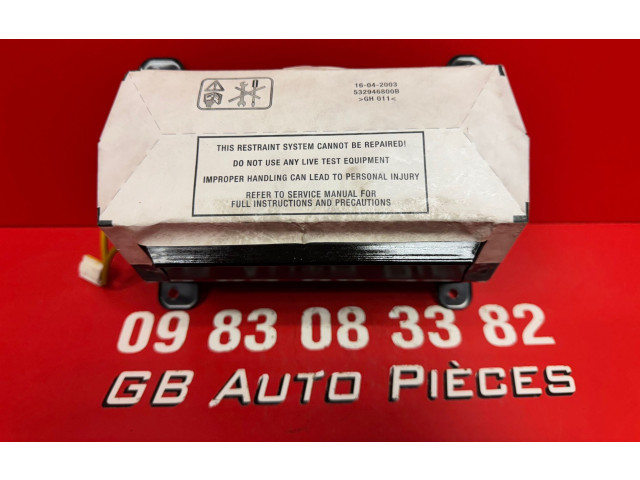 16-04-2003
5329468008
>GH 011<
THIS RESTRAINT SYSTEM CANNOT BE REPAIRED!
DO NOT USE ANY LIVE TEST EQUIPMENT
IMPROPER HANDLING CAN LEAD TO PERSONAL INJURY
REFER TO SERVICE MANUAL FOR
FULL INSTRUCTIONS AND PRECAUTIONS
09 83 08 33 82
GB AUTO PIÈCES